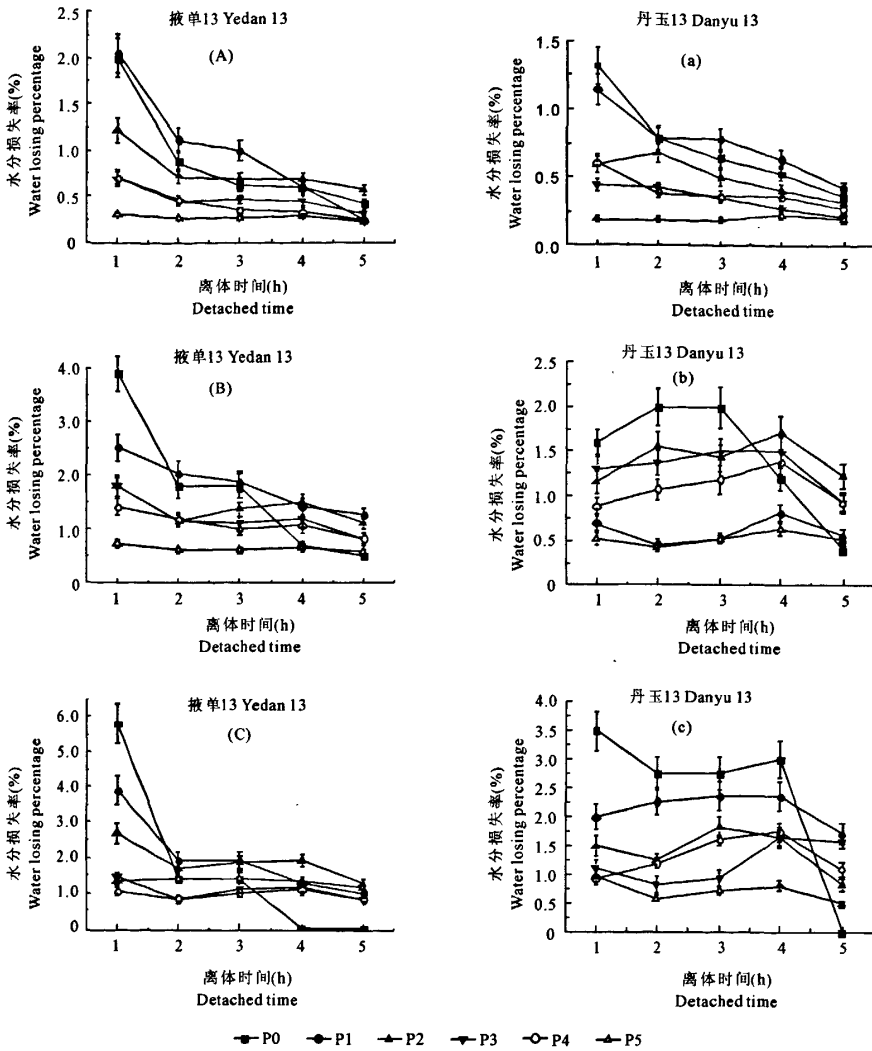 掖单13 Yedan 13
(A)
水分损失率(%)
Water losing percentage
2.5
2.0
1.5
1.0
0.5
0
1 2 3 4 5
离体时间(h)
Detached time
丹玉13 Danyu 13
(a)
水分损失率(%)
Water losing percentage
1.5
1.0
0.5
0.0
1 2 3 4 5
离体时间(h)
Detached time
掖单13 Yedan 13
(B)
水分损失率(%)
Water losing percentage
4.0
3.0
2.0
1.0
0
1 2 3 4 5
离体时间(h)
Detached time
丹玉13 Danyu 13
(b)
水分损失率(%)
Water losing percentage
2.5
2.0
1.5
1.0
0.5
0.0
1 2 3 4 5
离体时间(h)
Detached time
掖单13 Yedan 13
(C)
水分损失率(%)
Water losing percentage
6.0
5.0
4.0
3.0
2.0
1.0
0
1 2 3 4 5
离体时间(h)
Detached time
丹玉13 Danyu 13
(c)
水分损失率(%)
Water losing percentage
4.0
3.5
3.0
2.5
2.0
1.5
1.0
0.5
0.0
1 2 3 4 5
离体时间(h)
Detached time
P0 P1 P2 P3 P4 P5